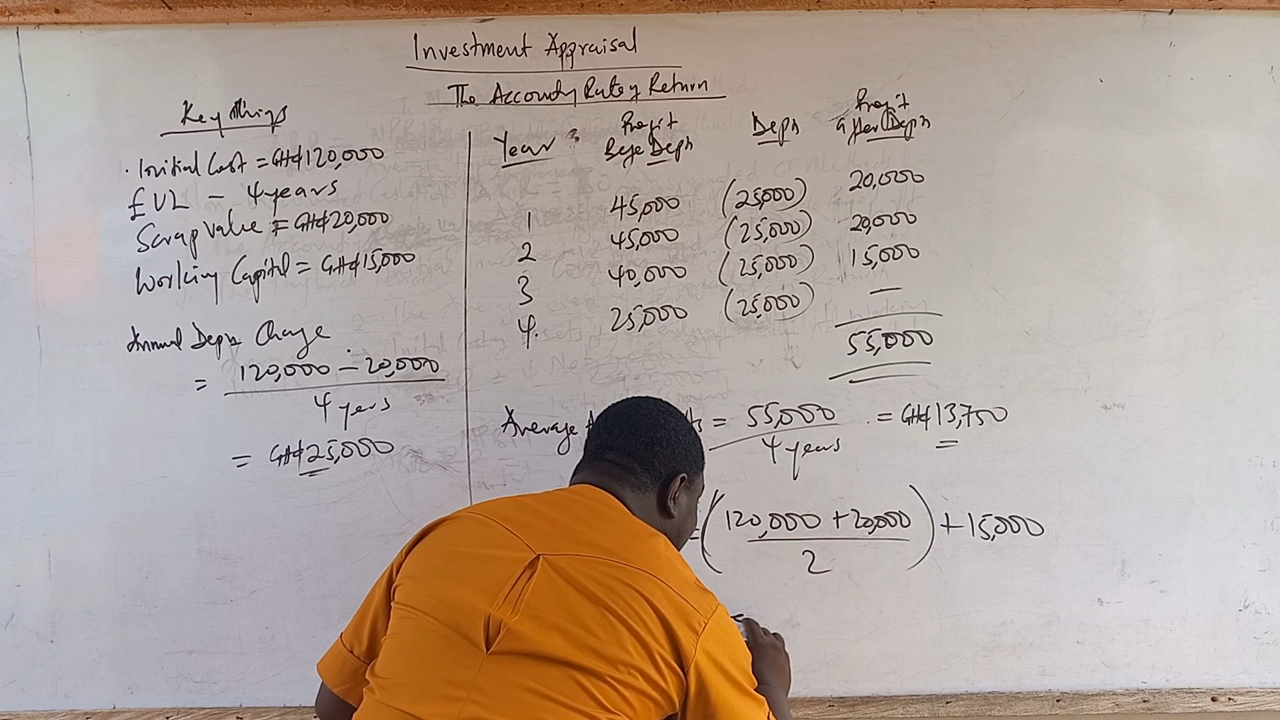 Investment Appraisal
The Accounty Rate of Return
Key things
. Initial Cost = GH¢120,000
EUL - 4 years
Scrap Value = GH¢20,000
Working Capital = GH¢15,000
Annual Depn Charge
= 120,000 - 20,000
4 years
= GH¢25,000
Year Profit Before Depn Depn Profit after Depn
1 45,000 (25,000) 20,000
2 45,000 (25,000) 20,000
3 40,000 (25,000) 15,000
4. 25,000 (25,000) —
55,000
Average = 55,000 = GH¢13,750
4 years
= (120,000 + 20,000) + 15,000
2